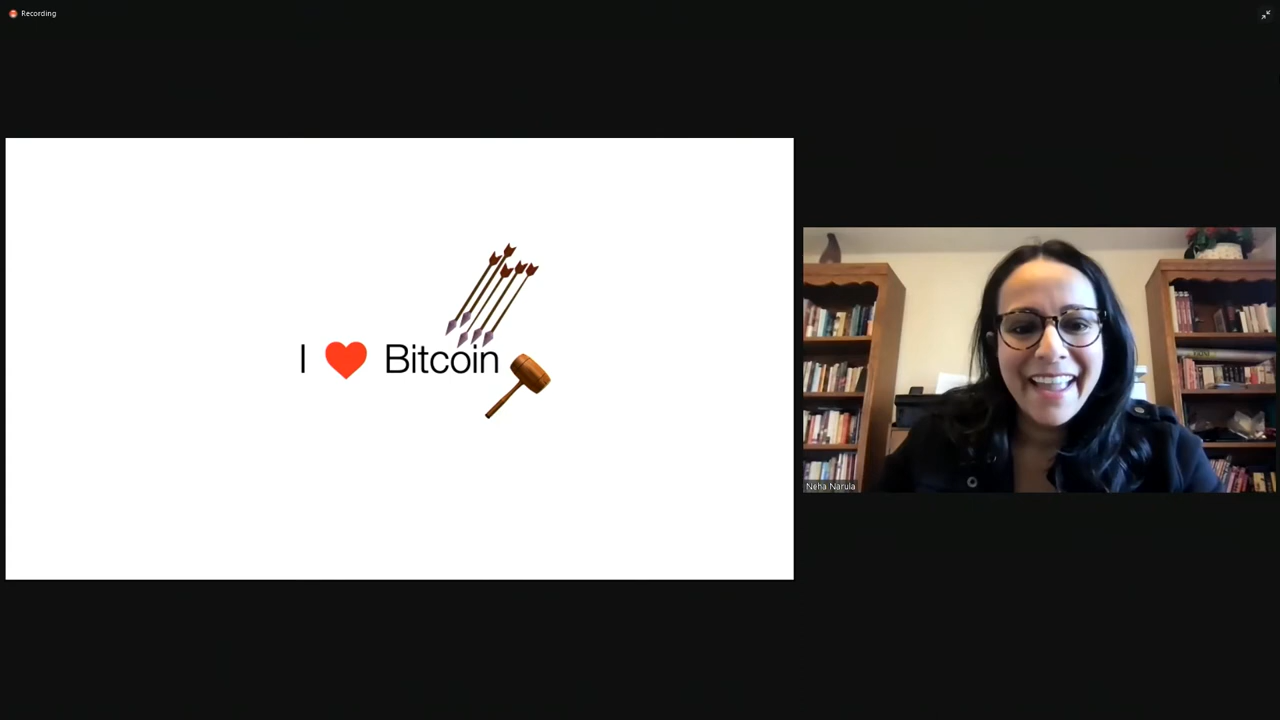 Recording
I ❤ Bitcoin
Neha Narula